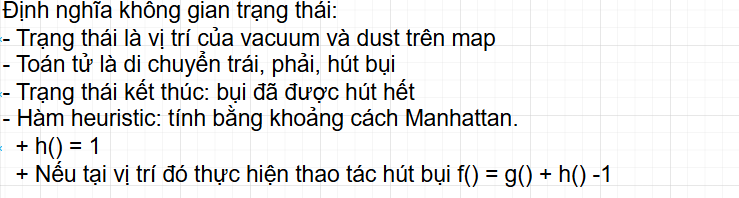 Định nghĩa không gian trạng thái:
- Trạng thái là vị trí của vacuum và dust trên map
- Toán tử là di chuyển trái, phải, hút bụi
- Trạng thái kết thúc: bụi đã được hút hết
- Hàm heuristic: tính bằng khoảng cách Manhattan.
+ h() = 1
+ Nếu tại vị trí đó thực hiện thao tác hút bụi f() = g() + h() -1